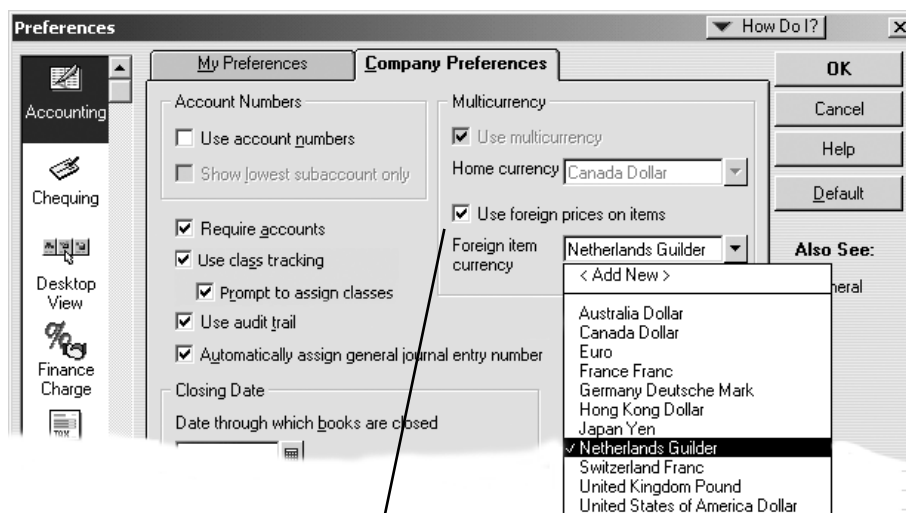 Preferences
How Do I?
Accounting
Chequing
Desktop
View
Finance
Charge
My Preferences
Company Preferences
Account Numbers
Use account numbers
Show lowest subaccount only
Require accounts
Use class tracking
Prompt to assign classes
Use audit trail
Automatically assign general journal entry number
Closing Date
Date through which books are closed
Multicurrency
Use multicurrency
Home currency
Canada Dollar
Use foreign prices on items
Foreign item
currency
Netherlands Guilder
< Add New >
Australia Dollar
Canada Dollar
Euro
France Franc
Germany Deutsche Mark
Hong Kong Dollar
Japan Yen
Netherlands Guilder
Switzerland Franc
United Kingdom Pound
United States of America Dollar
OK
Cancel
Help
Default
Also See:
neral